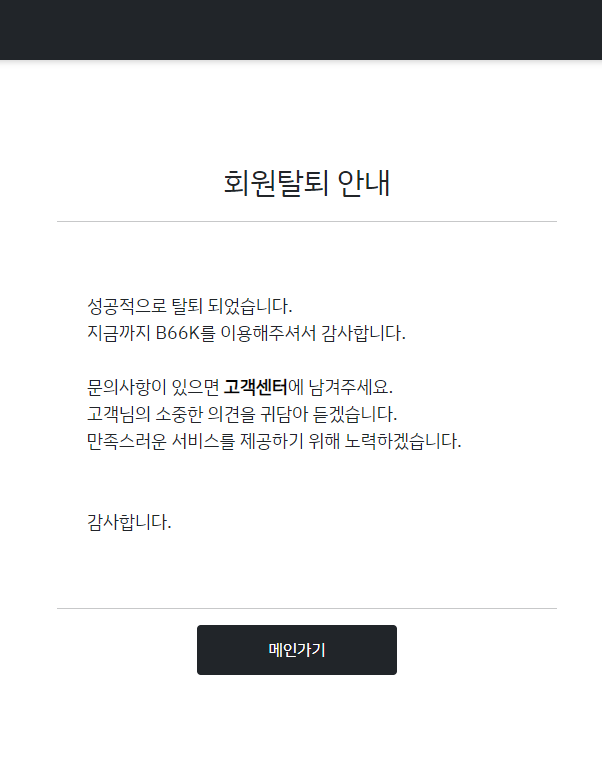 회원탈퇴 안내
성공적으로 탈퇴 되었습니다.
지금까지 B66K를 이용해주셔서 감사합니다.
문의사항이 있으면 고객센터에 남겨주세요.
고객님의 소중한 의견을 귀담아 듣겠습니다.
만족스러운 서비스를 제공하기 위해 노력하겠습니다.
감사합니다.
메인가기